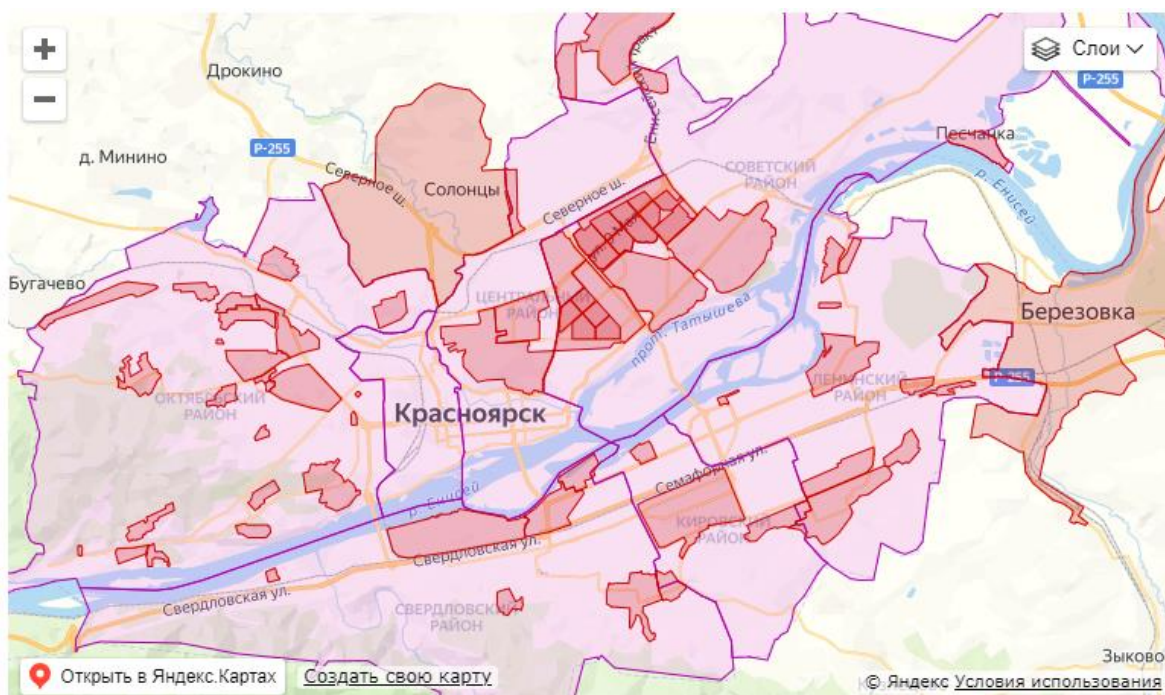 +
−
Слои
Дрокино
Р-255
Р-255
д. Минино
Песчанка
Солонцы
Северное ш.
Северное ш.
СОВЕТСКИЙ
РАЙОН
р. Енисей
Бугачево
ЦЕНТРАЛЬНЫЙ
РАЙОН
прот. Татышева
Березовка
Р-255
ЛЕНИНСКИЙ
РАЙОН
ОКТЯБРЬСКИЙ
РАЙОН
Красноярск
Семафорная ул.
р. Енисей
КИРОВСКИЙ
РАЙОН
Свердловская ул.
Свердловская ул.
СВЕРДЛОВСКИЙ
РАЙОН
Зыково
Открыть в Яндекс.Картах
Создать свою карту
© Яндекс Условия использования